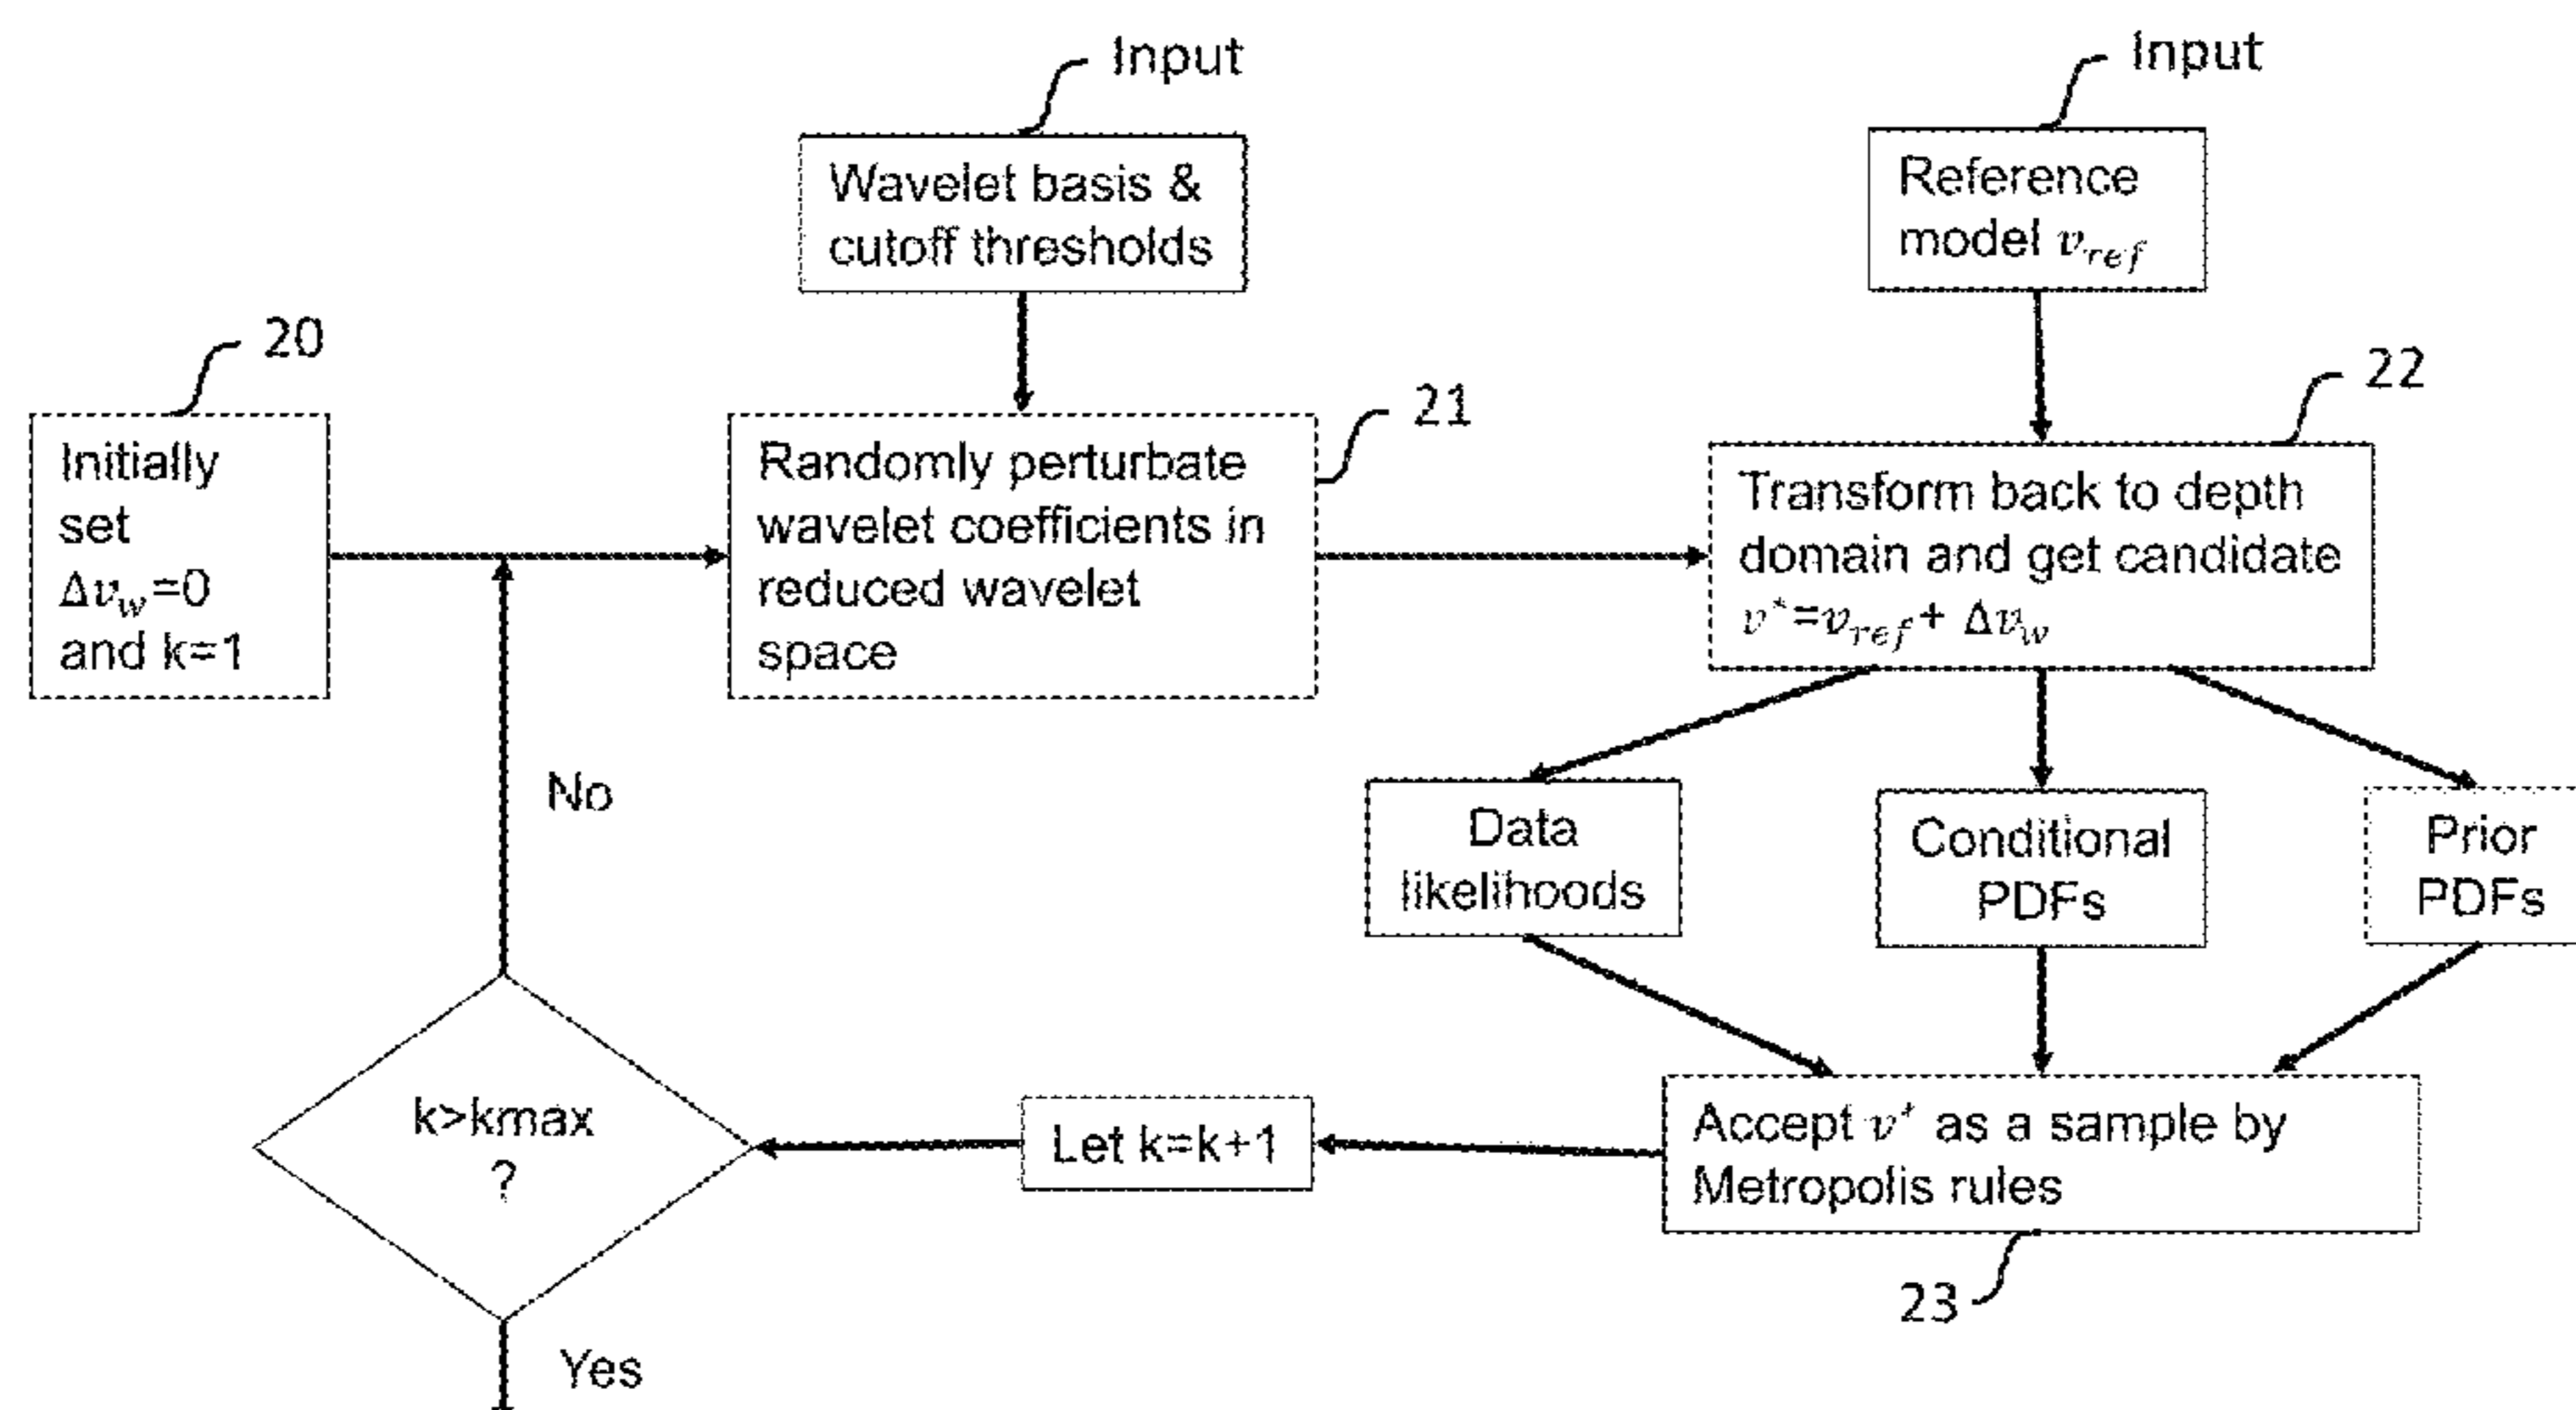 Input
Wavelet basis &
cutoff thresholds
Input
Reference
model v_ref
20
Initially
set
Δv_w=0
and k=1
21
Randomly perturbate
wavelet coefficients in
reduced wavelet
space
22
Transform back to depth
domain and get candidate
v*=v_ref+ Δv_w
Data
likelihoods
Conditional
PDFs
Prior
PDFs
Accept v* as a sample by
Metropolis rules
23
Let k=k+1
k>kmax
?
No
Yes